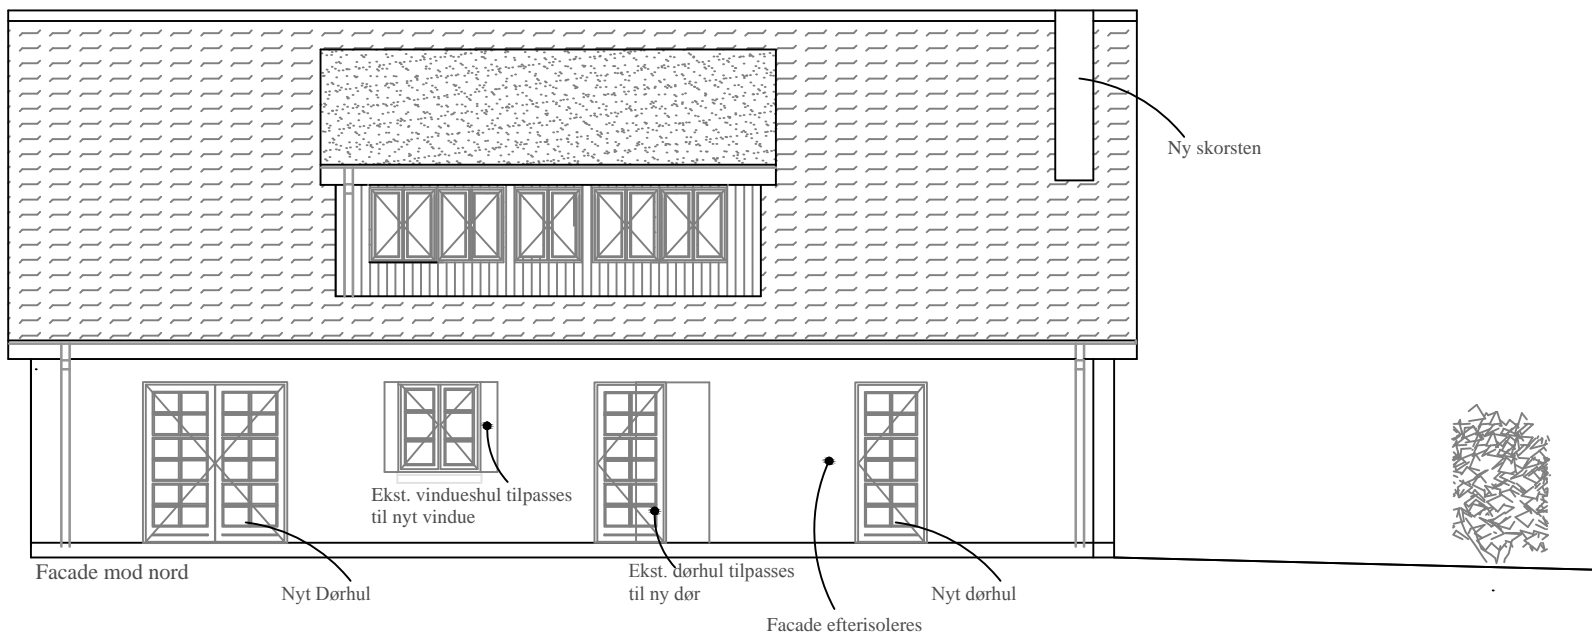 Ny skorsten
Ekst. vindueshul tilpasses
til nyt vindue
Facade mod nord
Nyt Dørhul
Ekst. dørhul tilpasses
til ny dør
Nyt dørhul
Facade efterisoleres